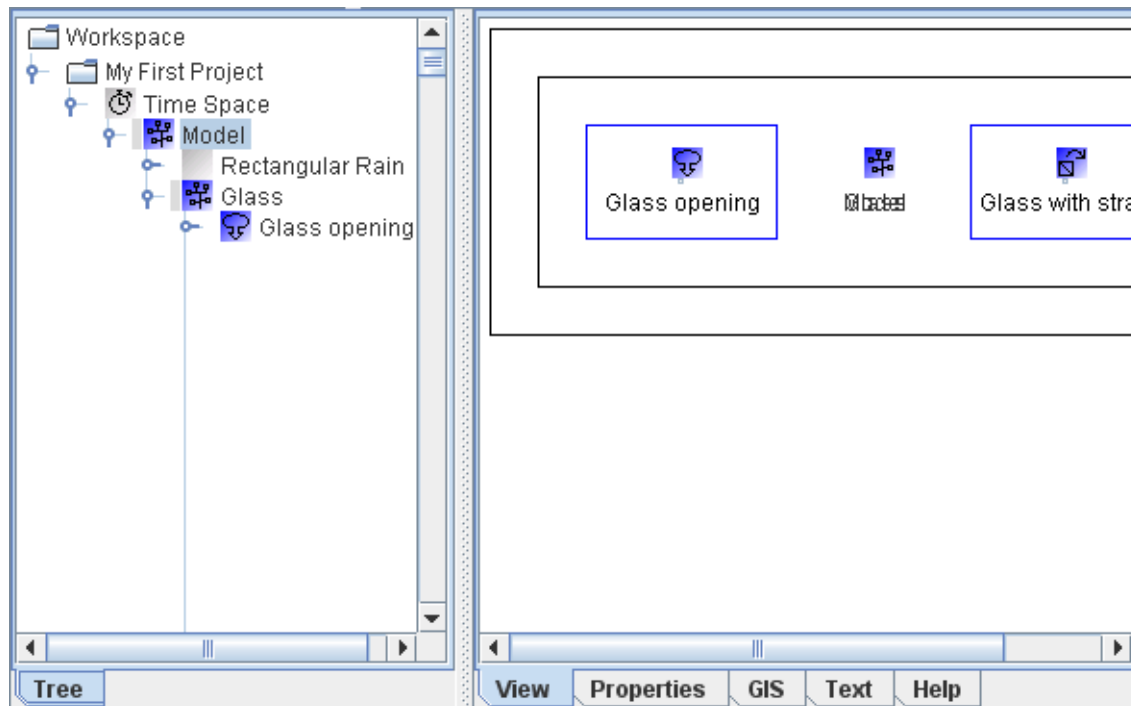 Workspace
My First Project
Time Space
Model
Rectangular Rain
Glass
Glass opening
Tree
Glass opening
Glass with stra
View Properties GIS Text Help